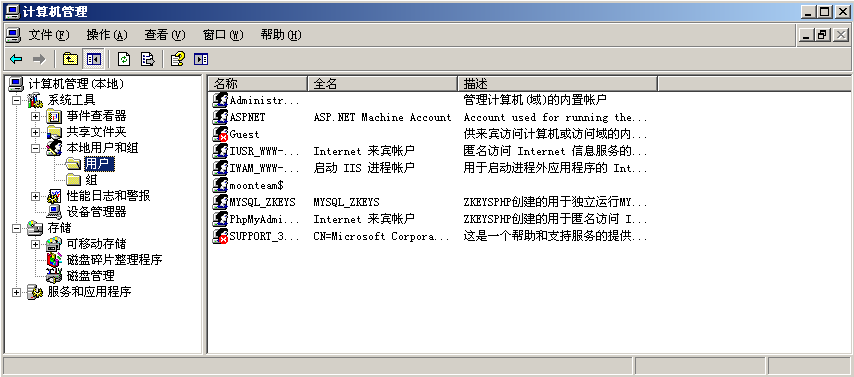 计算机管理
文件(F) 操作(A) 查看(V) 窗口(W) 帮助(H)
计算机管理(本地)
系统工具
事件查看器
共享文件夹
本地用户和组
用户
组
性能日志和警报
设备管理器
存储
可移动存储
磁盘碎片整理程序
磁盘管理
服务和应用程序
名称 全名 描述
Administr... 管理计算机(域)的内置帐户
ASPNET ASP.NET Machine Account Account used for running the...
Guest 供来宾访问计算机或访问域的内...
IUSR_WWW-... Internet 来宾帐户 匿名访问 Internet 信息服务的...
IWAM_WWW-... 启动 IIS 进程帐户 用于启动进程外应用程序的 Int...
moonteam$
MYSQL_ZKEYS MYSQL_ZKEYS ZKEYSPHP创建的用于独立运行MY...
PhpMyAdmi... Internet 来宾帐户 ZKEYSPHP创建的用于匿名访问 I...
SUPPORT_3... CN=Microsoft Corpora... 这是一个帮助和支持服务的提供...